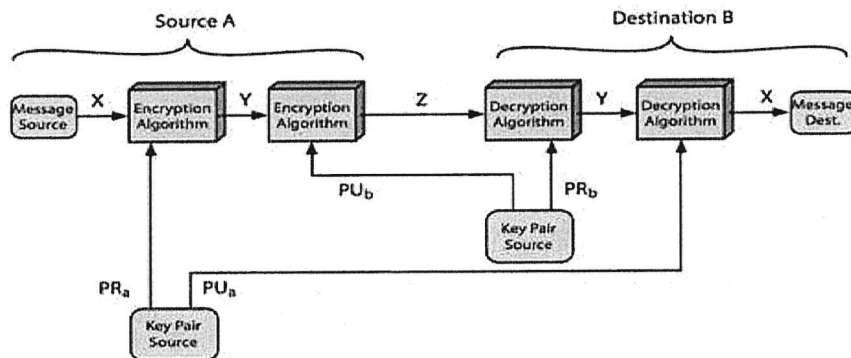 Source A
Destination B
Message
Source
X
Encryption
Algorithm
Y
Encryption
Algorithm
Z
Decryption
Algorithm
Y
Decryption
Algorithm
X
Message
Dest.
PUb
PRb
Key Pair
Source
PRa
PUa
Key Pair
Source